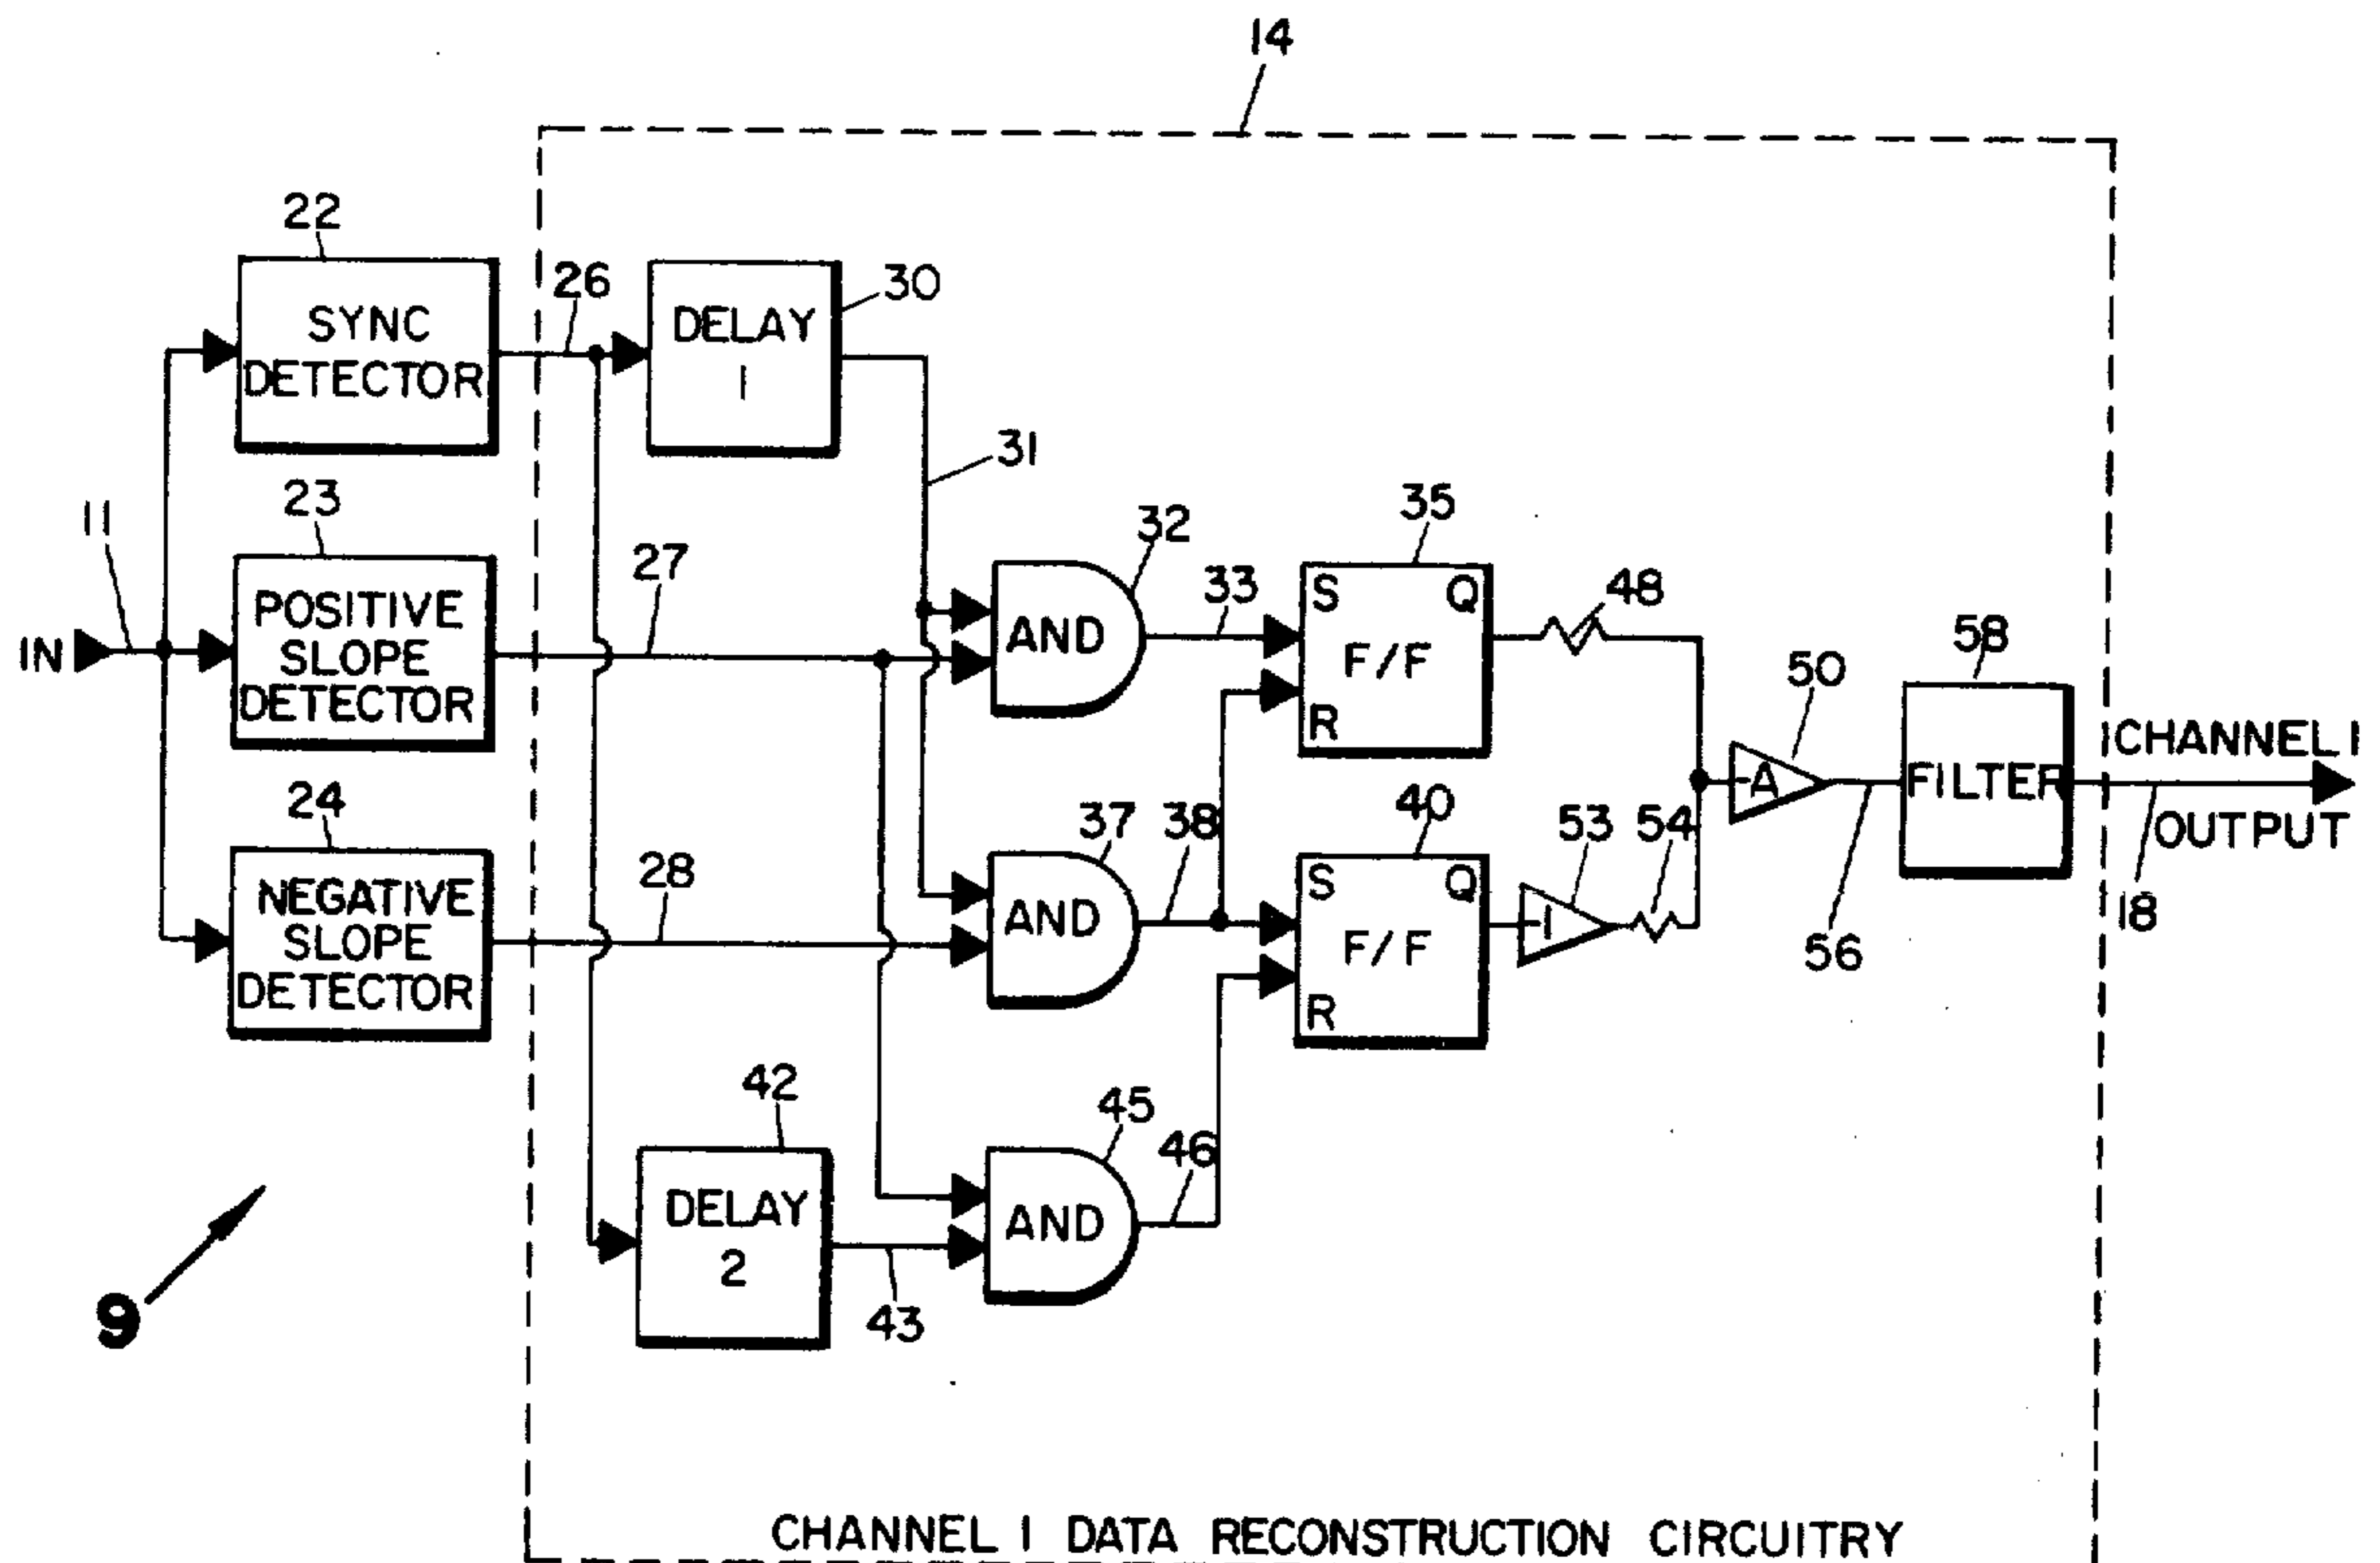 14
22
SYNC
DETECTOR
26
DELAY
1
30
31
11
IN
23
POSITIVE
SLOPE
DETECTOR
27
AND
32
33
35
S Q
F/F
R
48
50
A
58
FILTER
56
CHANNEL 1
OUTPUT
18
24
NEGATIVE
SLOPE
DETECTOR
28
AND
37
38
40
S Q
F/F
R
53
I
54
42
DELAY
2
43
AND
45
46
9
CHANNEL 1 DATA RECONSTRUCTION CIRCUITRY